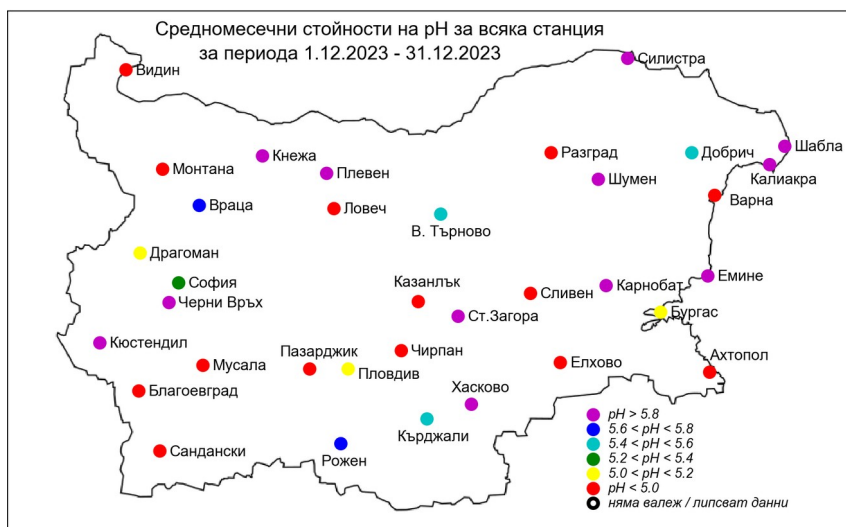 Средномесечни стойности на pH за всяка станция
за периода 1.12.2023 - 31.12.2023
Силистра
Видин
Шабла
Кнежа
Разград
Добрич
Монтана
Плевен
Калиакра
Шумен
Варна
Враца
Ловеч
В. Търново
Драгоман
Емине
София
Карнобат
Казанлък
Сливен
Черни Връх
Бургас
Ст.Загора
Кюстендил
Чирпан
Пазарджик
Мусала
Елхово
Ахтопол
Пловдив
Благоевград
Хасково
Кърджали
Рожен
Сандански
pH > 5.8
5.6 < pH < 5.8
5.4 < pH < 5.6
5.2 < pH < 5.4
5.0 < pH < 5.2
pH < 5.0
няма валеж / липсват данни